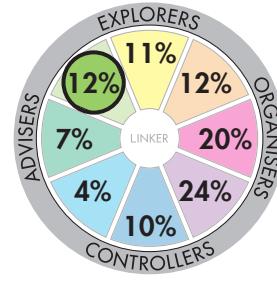 EXPLORERS
11%
12%
12%
ADVISERS
ORGANISERS
7%
LINKER
20%
4%
24%
10%
CONTROLLERS